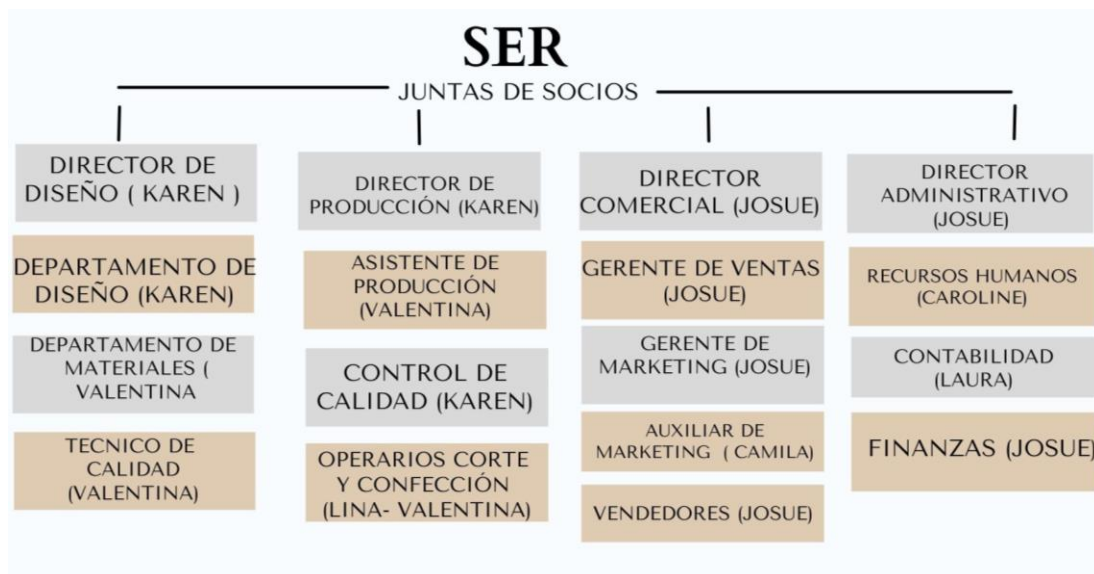 SER
JUNTAS DE SOCIOS
DIRECTOR DE
DISEÑO ( KAREN )
DEPARTAMENTO DE
DISEÑO (KAREN)
DEPARTAMENTO DE
MATERIALES (
VALENTINA
TECNICO DE
CALIDAD
(VALENTINA)
DIRECTOR DE
PRODUCCIÓN (KAREN)
ASISTENTE DE
PRODUCCIÓN
(VALENTINA)
CONTROL DE
CALIDAD (KAREN)
OPERARIOS CORTE
Y CONFECCIÓN
(LINA- VALENTINA)
DIRECTOR
COMERCIAL (JOSUE)
GERENTE DE VENTAS
(JOSUE)
GERENTE DE
MARKETING (JOSUE)
AUXILIAR DE
MARKETING ( CAMILA)
VENDEDORES (JOSUE)
DIRECTOR
ADMINISTRATIVO
(JOSUE)
RECURSOS HUMANOS
(CAROLINE)
CONTABILIDAD
(LAURA)
FINANZAS (JOSUE)